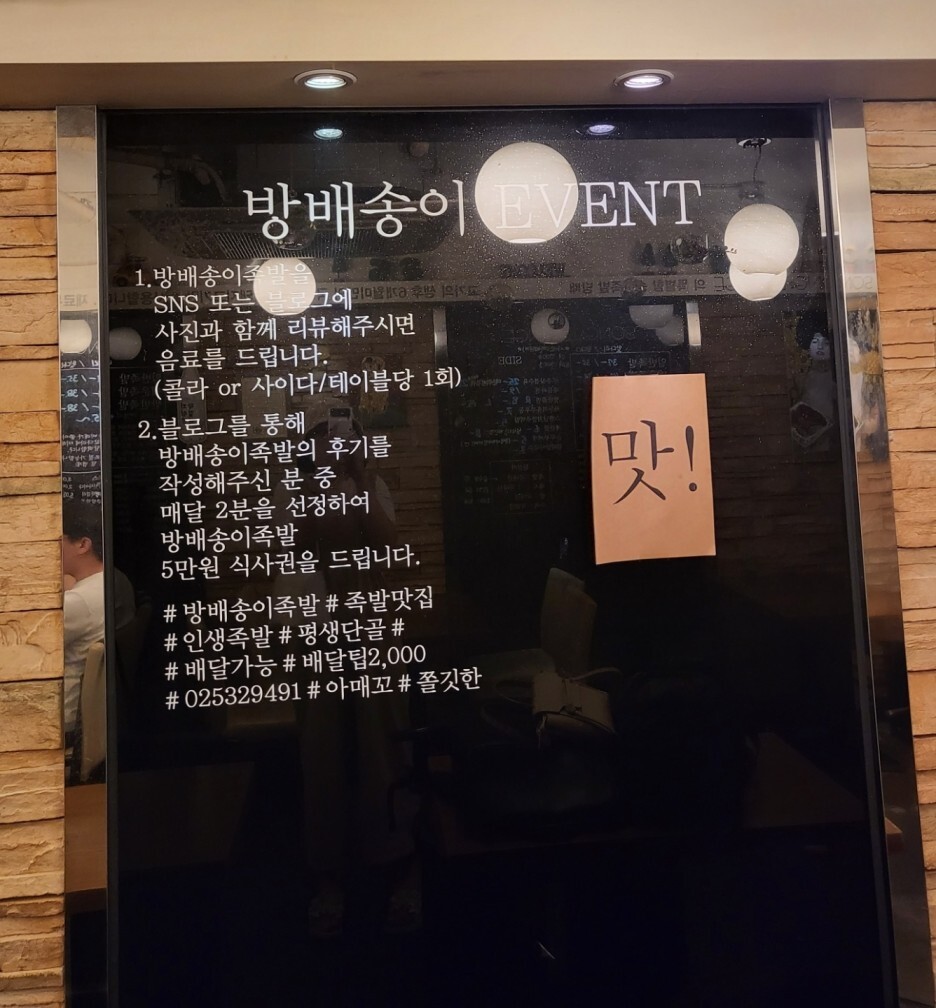 방배송이 EVENT
1.방배송이족발을
SNS 또는 블로그에
사진과 함께 리뷰해주시면
음료를 드립니다.
(콜라 or 사이다/테이블당 1회)
2.블로그를 통해
방배송이족발의 후기를
작성해주신 분 중
매달 2분을 선정하여
방배송이족발
5만원 식사권을 드립니다.
#방배송이족발#족발맛집
#인생족발#평생단골#
#배달가능#배달팁2,000
#025329491#아매꼬#쫄깃한
맛!